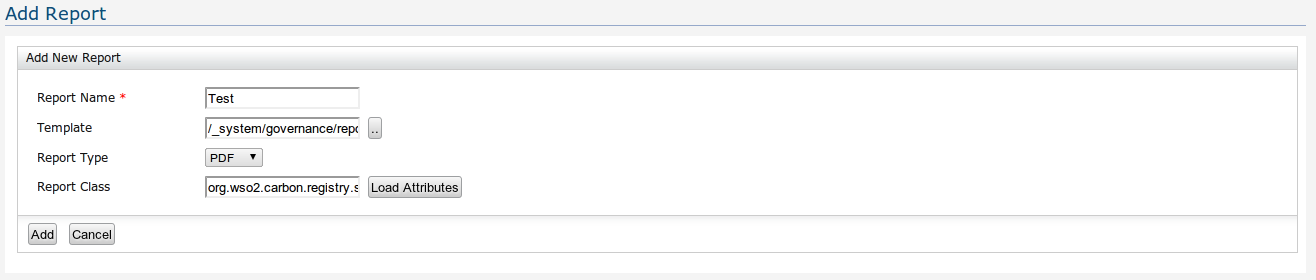 Add Report
Add New Report
Report Name * Test
Template /_system/governance/repo ..
Report Type PDF
Report Class org.wso2.carbon.registry.s Load Attributes
Add Cancel